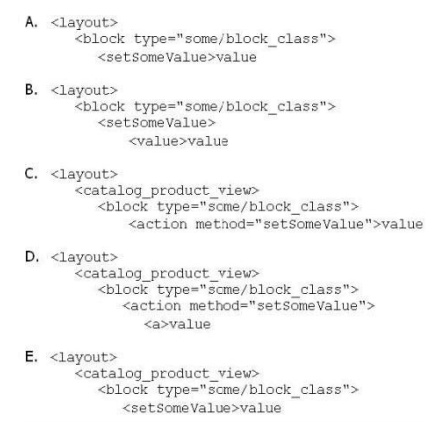 A. <layout>
<block type="some/block_class">
<setSomeValue>value
B. <layout>
<block type="some/block_class">
<setSomeValue>
<value>value
C. <layout>
<catalog_product_view>
<block type="some/block_class">
<action method="setSomeValue">value
D. <layout>
<catalog_product_view>
<block type="some/block_class">
<action method="setSomeValue">
<a>value
E. <layout>
<catalog_product_view>
<block type="some/block_class">
<setSomeValue>value